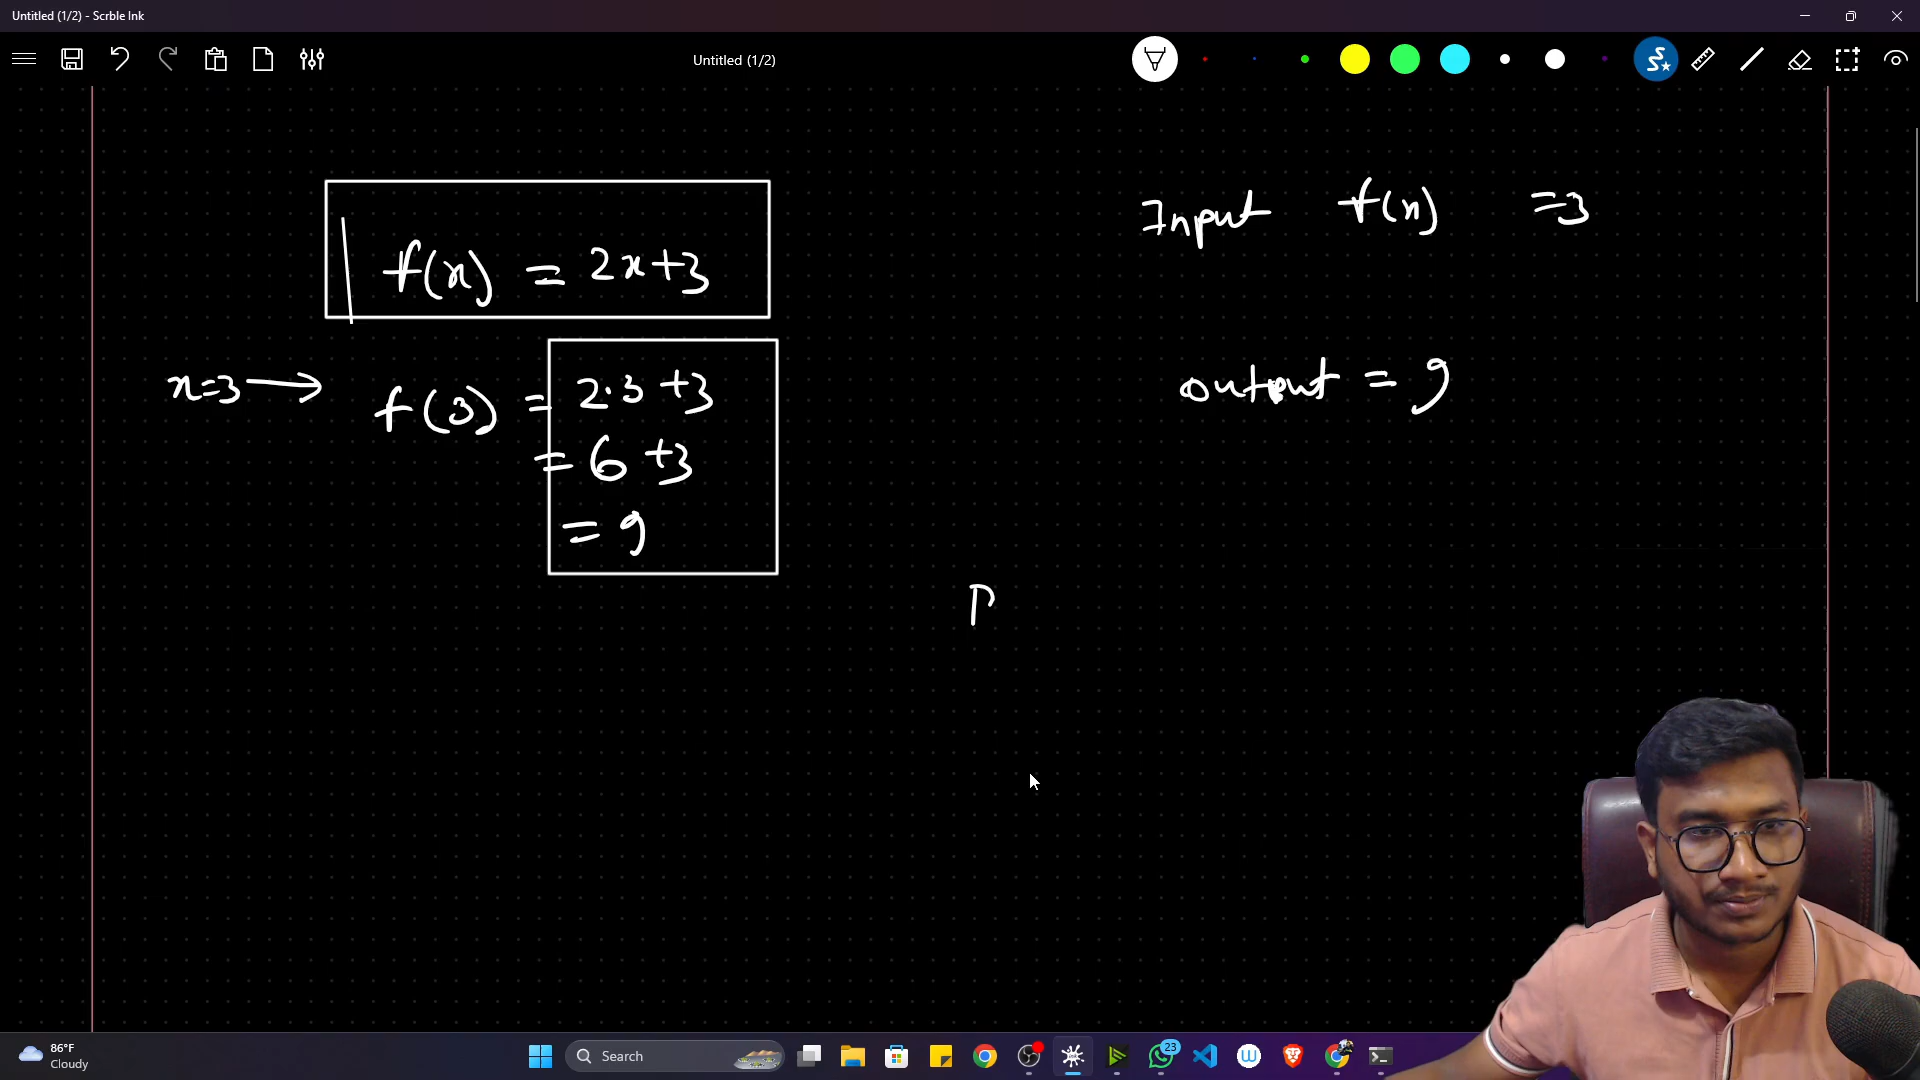 Untitled (1/2) - Scrble Ink
Untitled (1/2)
f(x) = 2x+3
x=3 → f(3) = 2·3 +3
= 6 +3
= 9
Input f(x) =3
output = 9
P
86°F
Cloudy
Search
23